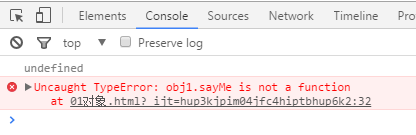 Elements Console Sources Network
top Preserve log
undefined
Uncaught TypeError: obj1.sayMe is not a function
at 01对象.html?_ijt=hup3kjpim04jfc4hiptbhup6k2:32